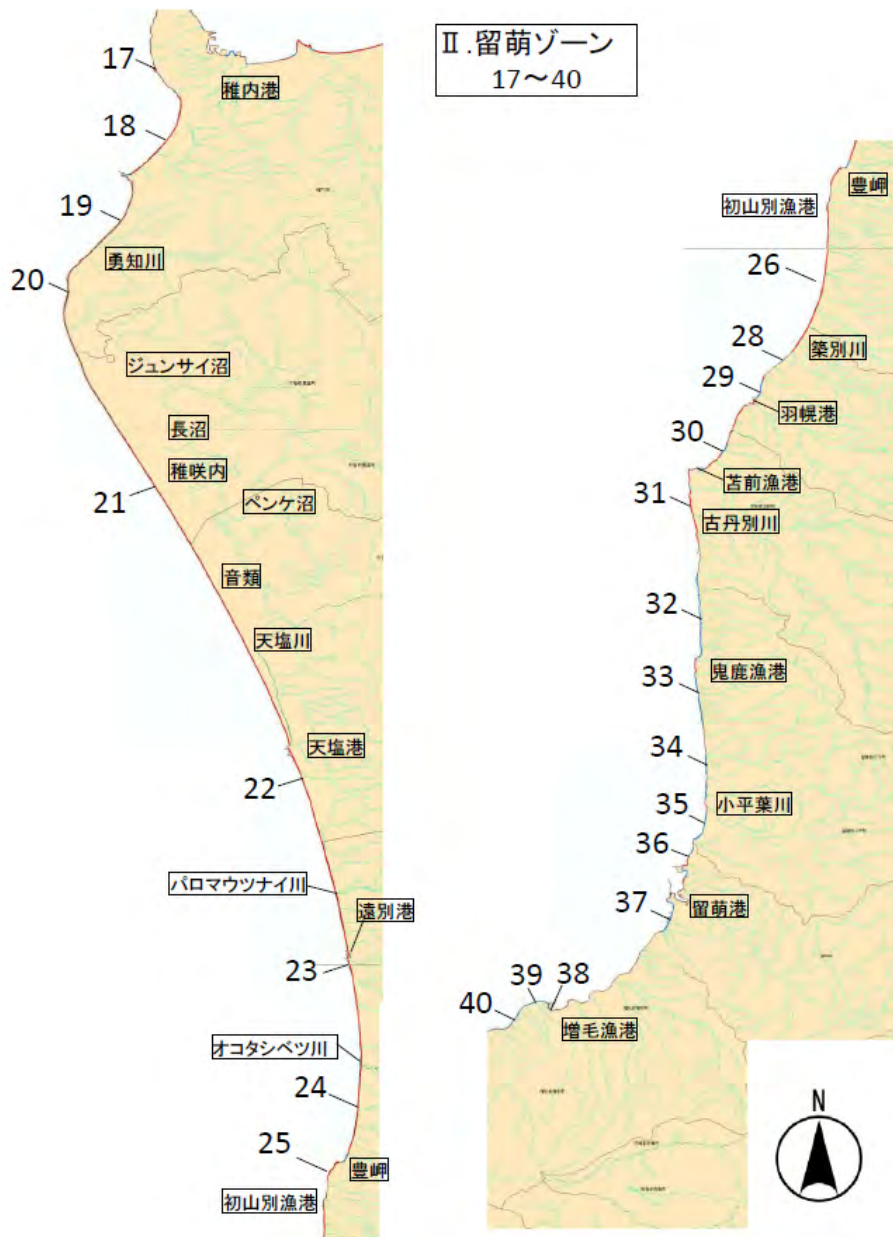 Ⅱ.留萌ゾーン
17～40
17
稚内港
18
19
勇知川
20
ジュンサイ沼
長沼
稚咲内
21
ペンケ沼
音類
天塩川
天塩港
22
パロマウツナイ川
遠別港
23
オコタシベツ川
24
25
豊岬
初山別漁港
豊岬
初山別漁港
26
28
築別川
29
羽幌港
30
苫前漁港
31
古丹別川
32
鬼鹿漁港
33
34
小平蘂川
35
36
留萌港
37
38
39
40
増毛漁港
N